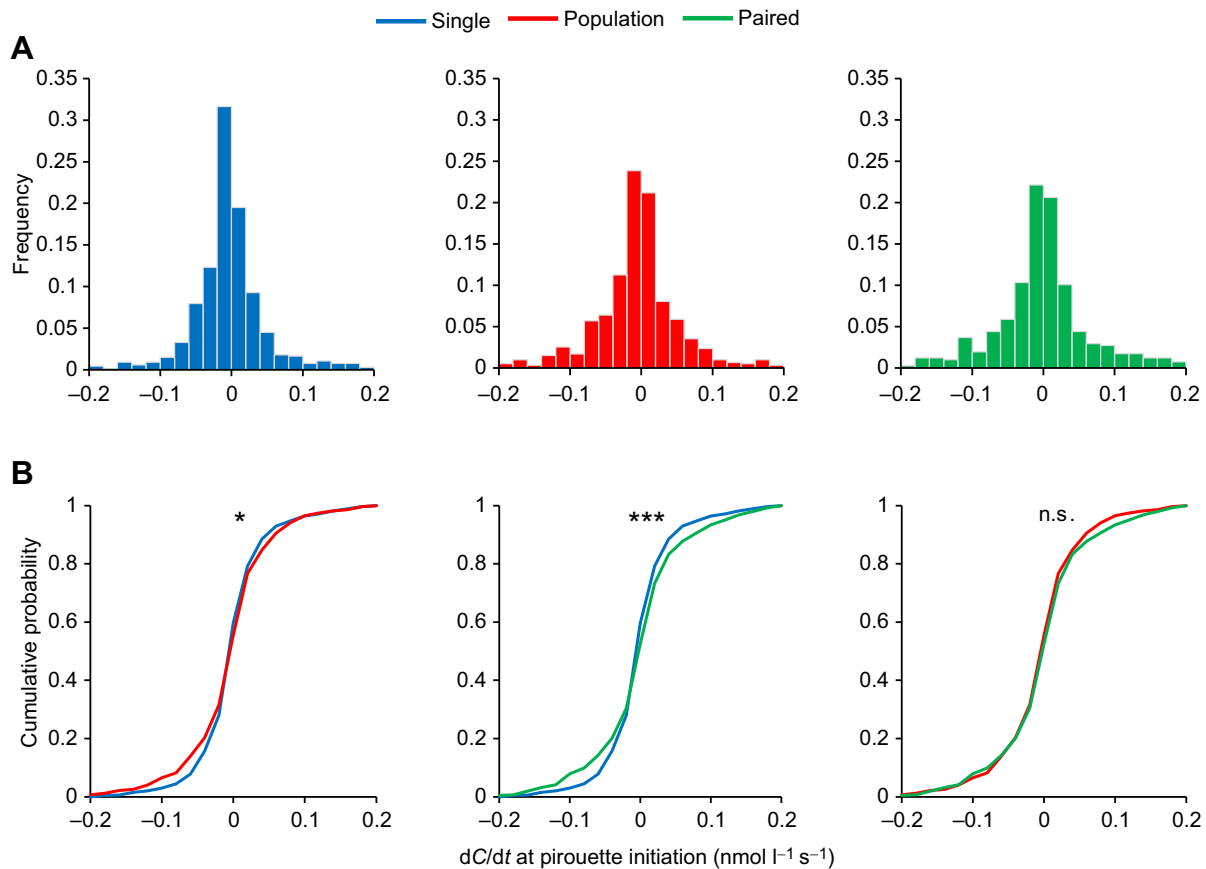 Single Population Paired
A
0.35 0.35 0.35
0.3 0.3 0.3
0.25 0.25 0.25
0.2 0.2 0.2
0.15 0.15 0.15
0.1 0.1 0.1
0.05 0.05 0.05
0 0 0
Frequency
–0.2 –0.1 0 0.1 0.2 –0.2 –0.1 0 0.1 0.2 –0.2 –0.1 0 0.1 0.2
B
1 * 1 *** 1 n.s.
0.8 0.8 0.8
0.6 0.6 0.6
0.4 0.4 0.4
0.2 0.2 0.2
0 0 0
Cumulative probability
–0.2 –0.1 0 0.1 0.2 –0.2 –0.1 0 0.1 0.2 –0.2 –0.1 0 0.1 0.2
dC/dt at pirouette initiation (nmol l⁻¹ s⁻¹)